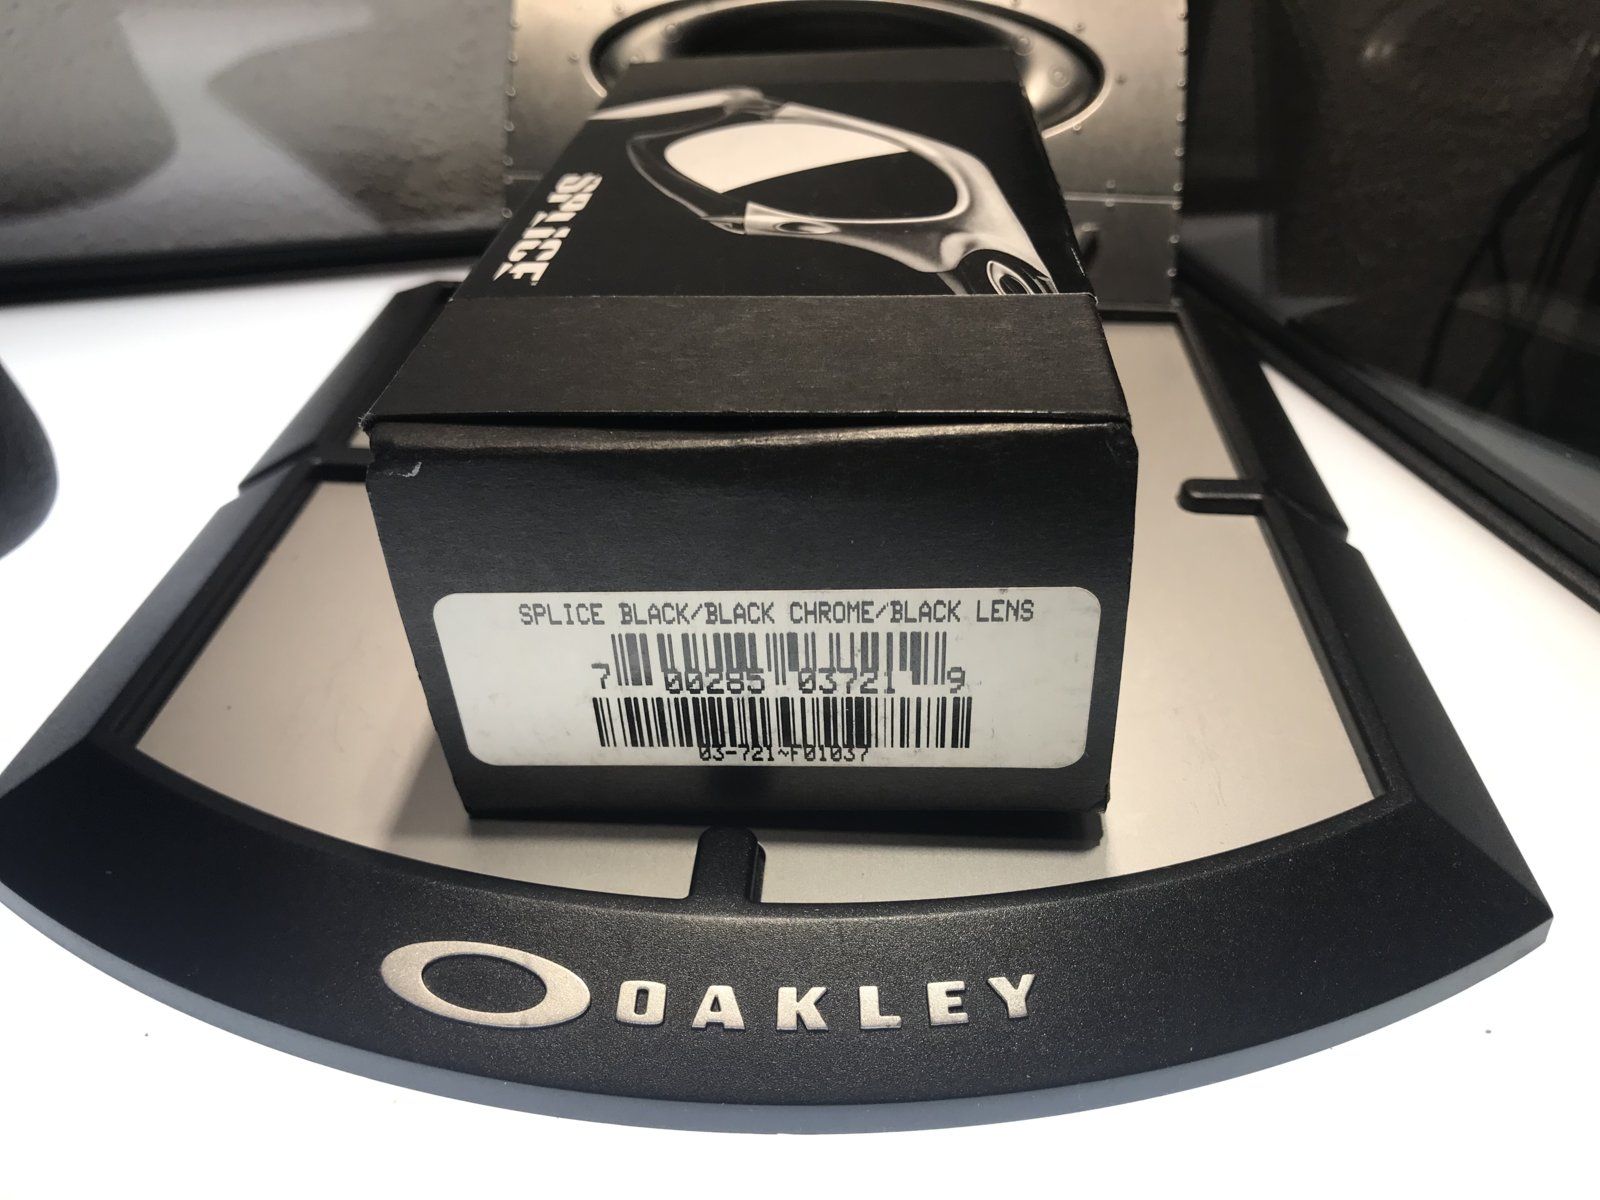 SPLICE
SPLICE BLACK/BLACK CHROME/BLACK LENS
7 00285 03721 9
03-721~F01037
OAKLEY